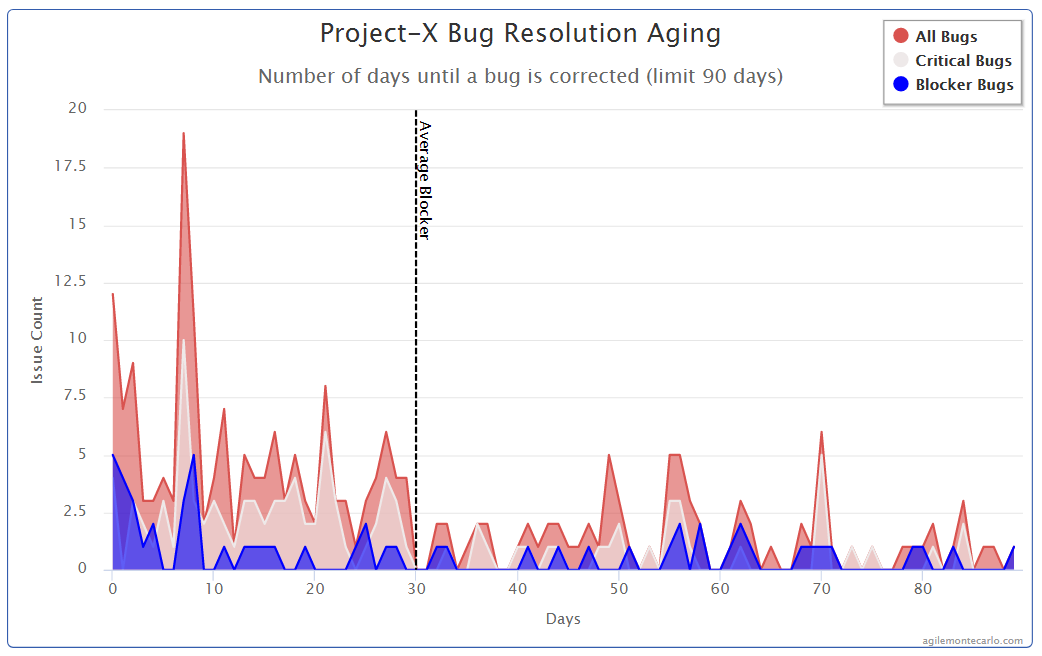 Project-X Bug Resolution Aging
Number of days until a bug is corrected (limit 90 days)
All Bugs
Critical Bugs
Blocker Bugs
Average Blocker
Issue Count
20
17.5
15
12.5
10
7.5
5
2.5
0
0 10 20 30 40 50 60 70 80
Days
agilemontecarlo.com